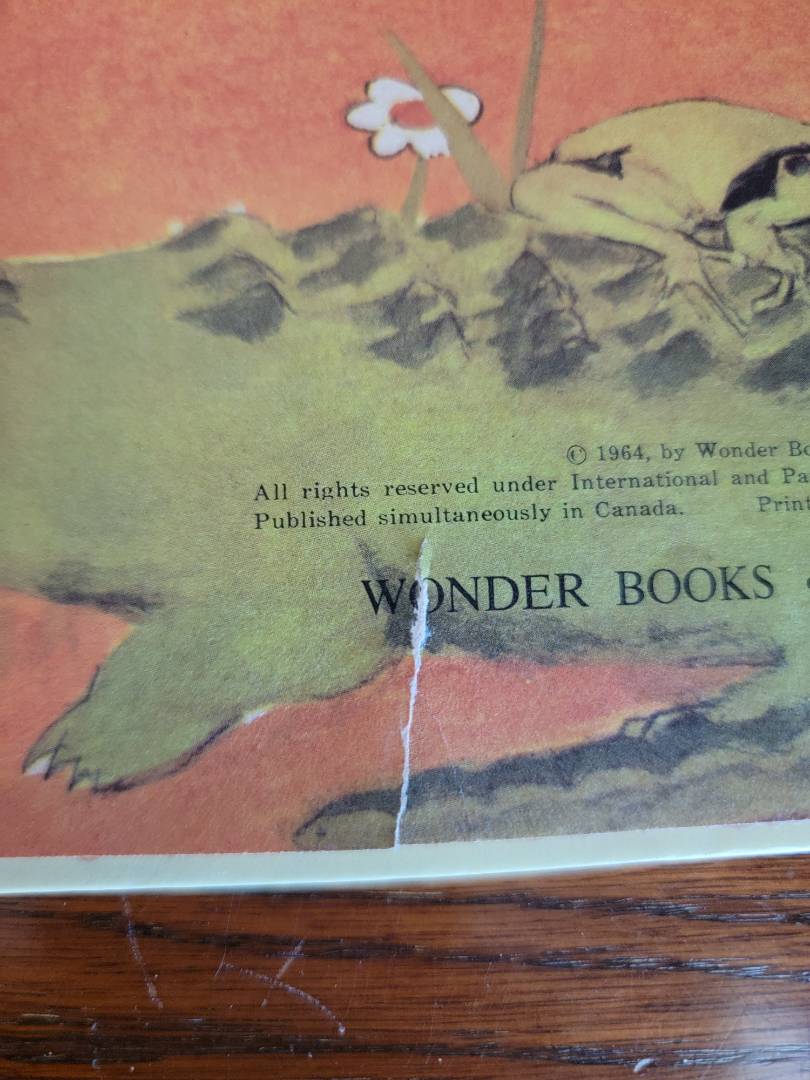 © 1964, by Wonder
All rights reserved under International and
Published simultaneously in Canada.
WONDER BOOKS